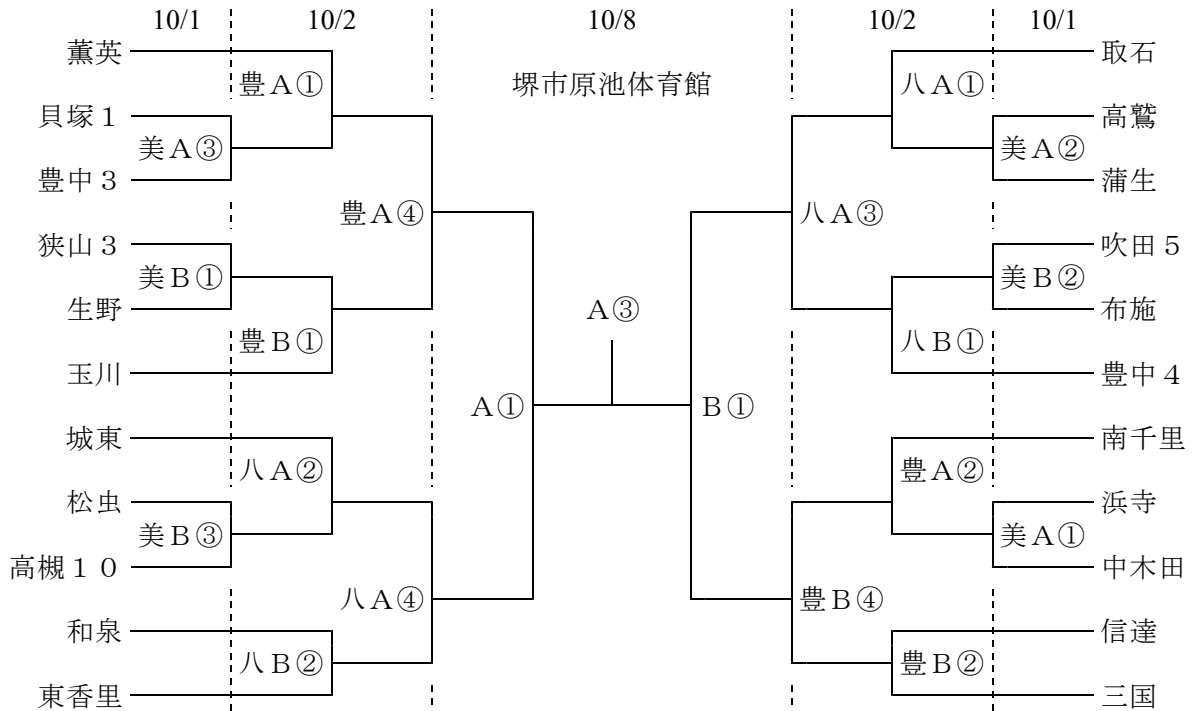 10/1 10/2 10/8 10/2 10/1
薫英 取石
豊A① 堺市原池体育館 八A①
貝塚1 高鷲
美A③ 美A②
豊中3 蒲生
豊A④ 八A③
狭山3 吹田5
美B① 美B②
生野 A③ 布施
豊B① 八B①
玉川 豊中4
A① B①
城東 南千里
八A② 豊A②
松虫 浜寺
美B③ 美A①
高槻10 中木田
八A④ 豊B④
和泉 信達
八B② 豊B②
東香里 三国